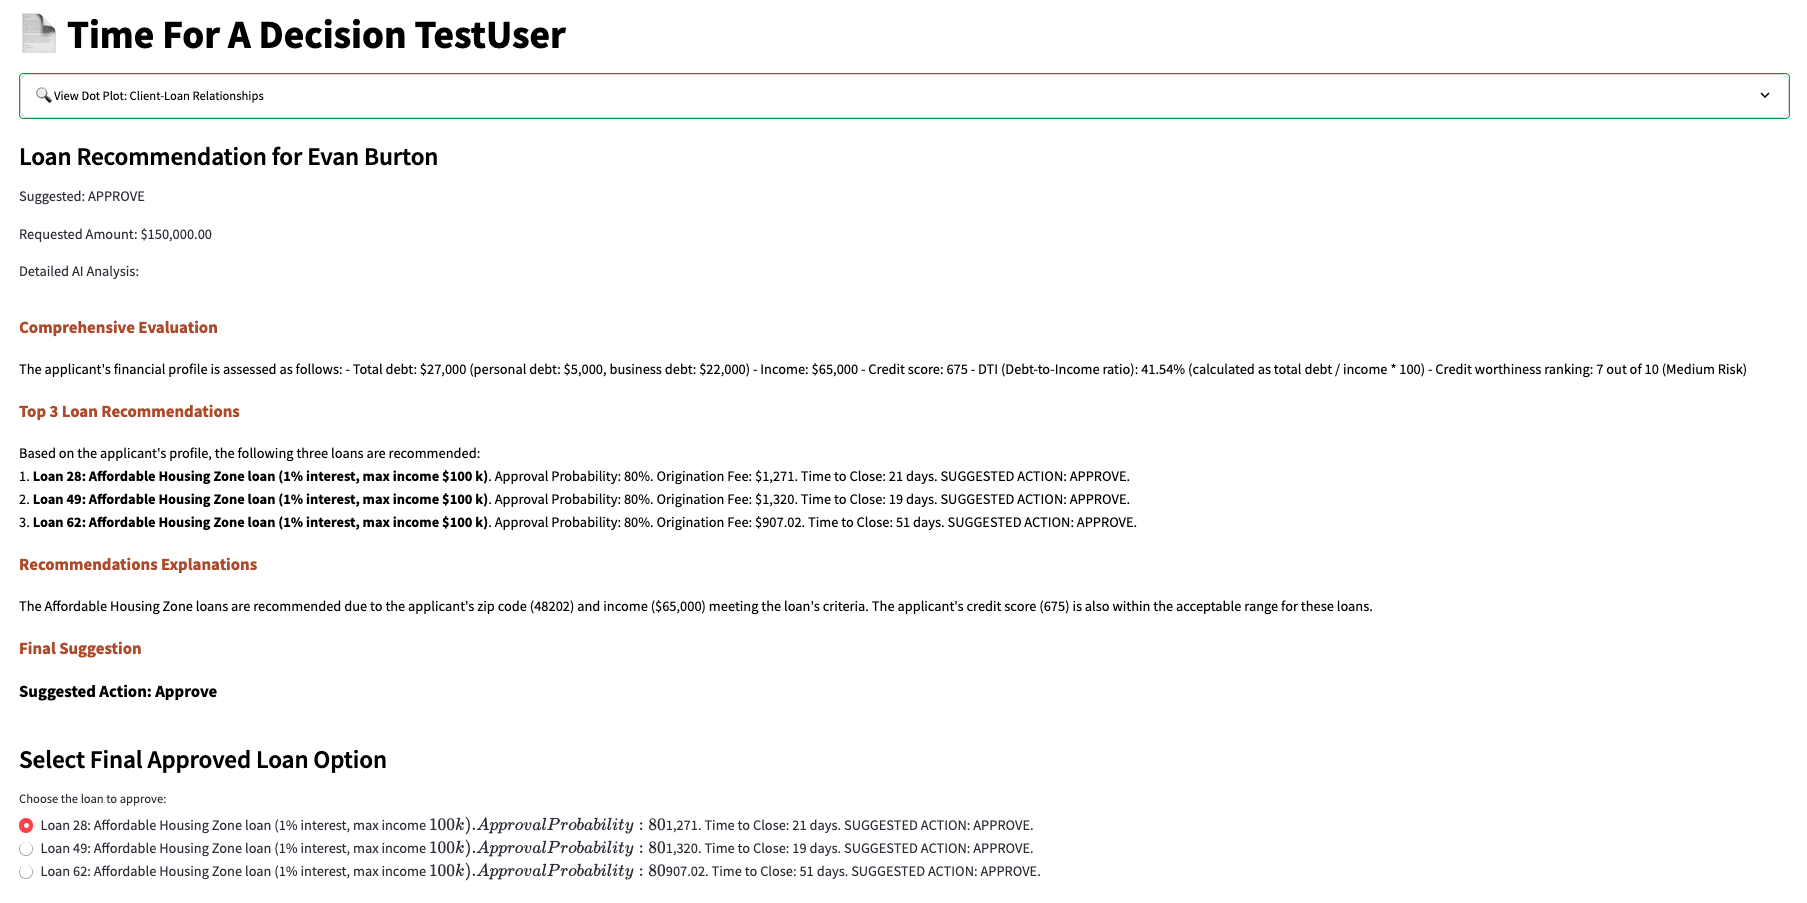 Time For A Decision TestUser
View Dot Plot: Client-Loan Relationships
Loan Recommendation for Evan Burton
Suggested: APPROVE
Requested Amount: $150,000.00
Detailed AI Analysis:
Comprehensive Evaluation
The applicant's financial profile is assessed as follows: - Total debt: $27,000 (personal debt: $5,000, business debt: $22,000) - Income: $65,000 - Credit score: 675 - DTI (Debt-to-Income ratio): 41.54% (calculated as total debt / income * 100) - Credit worthiness ranking: 7 out of 10 (Medium Risk)
Top 3 Loan Recommendations
Based on the applicant's profile, the following three loans are recommended:
1. Loan 28: Affordable Housing Zone loan (1% interest, max income $100 k). Approval Probability: 80%. Origination Fee: $1,271. Time to Close: 21 days. SUGGESTED ACTION: APPROVE.
2. Loan 49: Affordable Housing Zone loan (1% interest, max income $100 k). Approval Probability: 80%. Origination Fee: $1,320. Time to Close: 19 days. SUGGESTED ACTION: APPROVE.
3. Loan 62: Affordable Housing Zone loan (1% interest, max income $100 k). Approval Probability: 80%. Origination Fee: $907.02. Time to Close: 51 days. SUGGESTED ACTION: APPROVE.
Recommendations Explanations
The Affordable Housing Zone loans are recommended due to the applicant's zip code (48202) and income ($65,000) meeting the loan's criteria. The applicant's credit score (675) is also within the acceptable range for these loans.
Final Suggestion
Suggested Action: Approve
Select Final Approved Loan Option
Choose the loan to approve:
Loan 28: Affordable Housing Zone loan (1% interest, max income 100k).ApprovalProbability : 801,271. Time to Close: 21 days. SUGGESTED ACTION: APPROVE.
Loan 49: Affordable Housing Zone loan (1% interest, max income 100k).ApprovalProbability : 801,320. Time to Close: 19 days. SUGGESTED ACTION: APPROVE.
Loan 62: Affordable Housing Zone loan (1% interest, max income 100k).ApprovalProbability : 80907.02. Time to Close: 51 days. SUGGESTED ACTION: APPROVE.